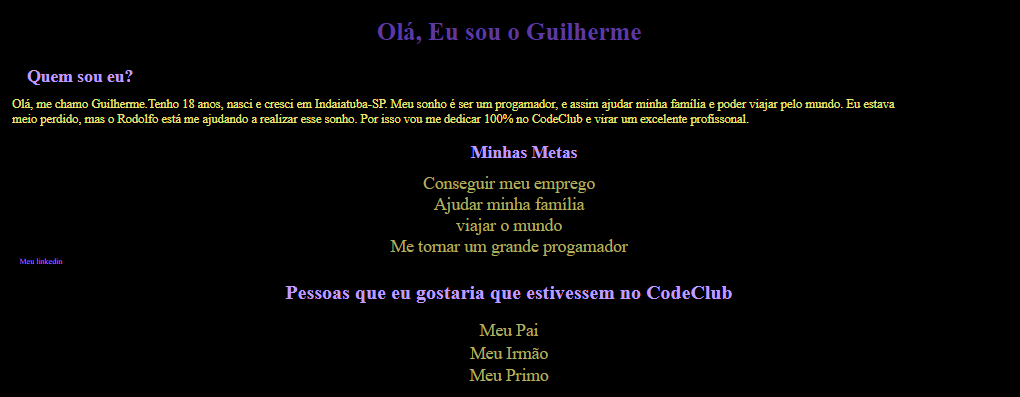 Olá, Eu sou o Guilherme
Quem sou eu?
Olá, me chamo Guilherme.Tenho 18 anos, nasci e cresci em Indaiatuba-SP. Meu sonho é ser um progamador, e assim ajudar minha família e poder viajar pelo mundo. Eu estava
meio perdido, mas o Rodolfo está me ajudando a realizar esse sonho. Por isso vou me dedicar 100% no CodeClub e virar um excelente profissonal.
Minhas Metas
Conseguir meu emprego
Ajudar minha família
viajar o mundo
Me tornar um grande progamador
Meu linkedin
Pessoas que eu gostaria que estivessem no CodeClub
Meu Pai
Meu Irmão
Meu Primo